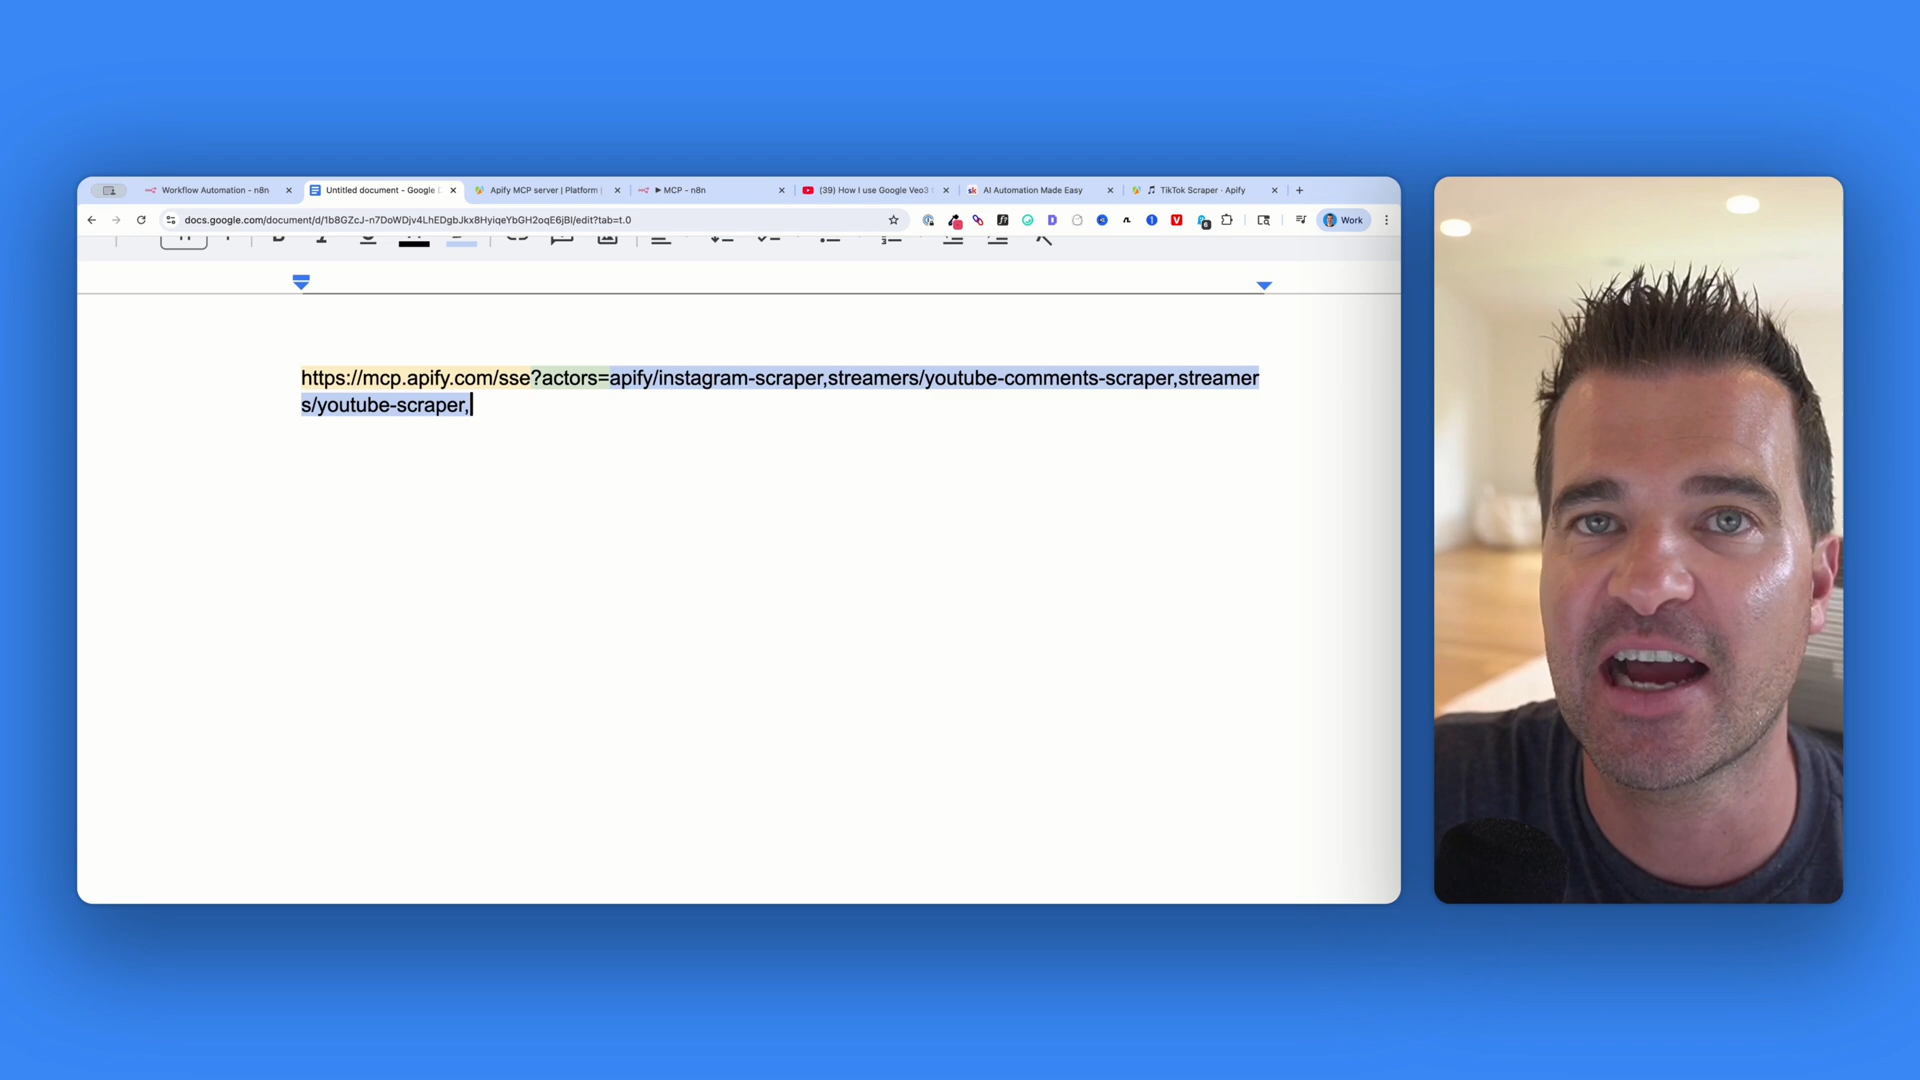 Workflow Automation - n8n
Untitled document - Google D
Apify MCP server | Platform |
MCP - n8n
(39) How I use Google Veo3 t
AI Automation Made Easy
TikTok Scraper · Apify
docs.google.com/document/d/1b8GZcJ-n7DoWDjv4LhEDgbJkx8HyiqeYbGH2oqE6jBI/edit?tab=t.0
Work
https://mcp.apify.com/sse?actors=apify/instagram-scraper,streamers/youtube-comments-scraper,streamer
s/youtube-scraper,